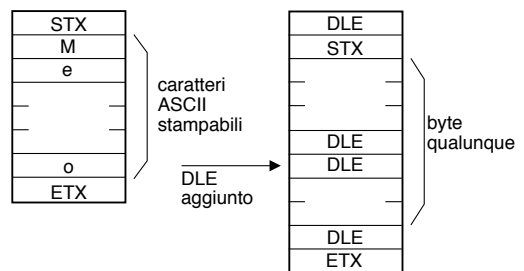 STX
M
e
o
ETX
caratteri
ASCII
stampabili
DLE
aggiunto
DLE
STX
DLE
DLE
DLE
ETX
byte
qualunque